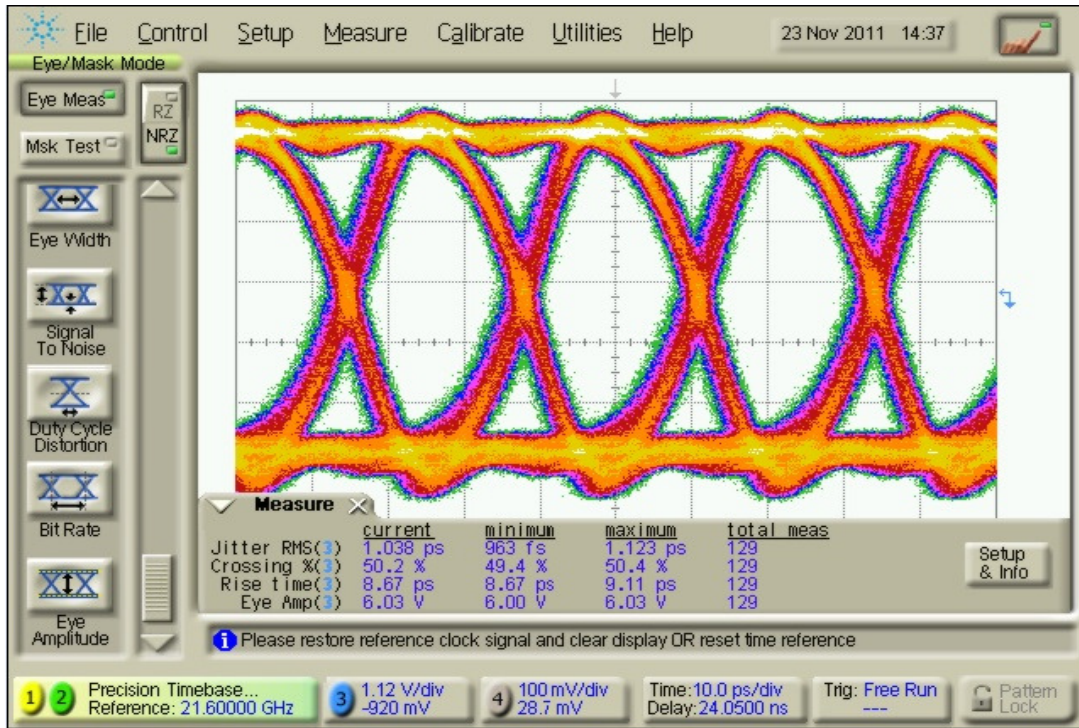 File Control Setup Measure Calibrate Utilities Help 23 Nov 2011 14:37
Eye/Mask Mode
Eye Meas
RZ
NRZ
Msk Test
Eye Width
Signal
To Noise
Duty Cycle
Distortion
Bit Rate
Eye
Amplitude
Measure
current minimum maximum total meas
Jitter RMS(3) 1.038 ps 963 fs 1.123 ps 129
Crossing %(3) 50.2 % 49.4 % 50.4 % 129
Rise time(3) 8.67 ps 8.67 ps 9.11 ps 129
Eye Amp(3) 6.03 V 6.00 V 6.03 V 129
Setup
& Info
Please restore reference clock signal and clear display OR reset time reference
1 2 Precision Timebase...
Reference: 21.60000 GHz
3 1.12 V/div
-920 mV
4 100 mV/div
28.7 mV
Time:10.0 ps/div
Delay:24.0500 ns
Trig: Free Run
---
Pattern
Lock